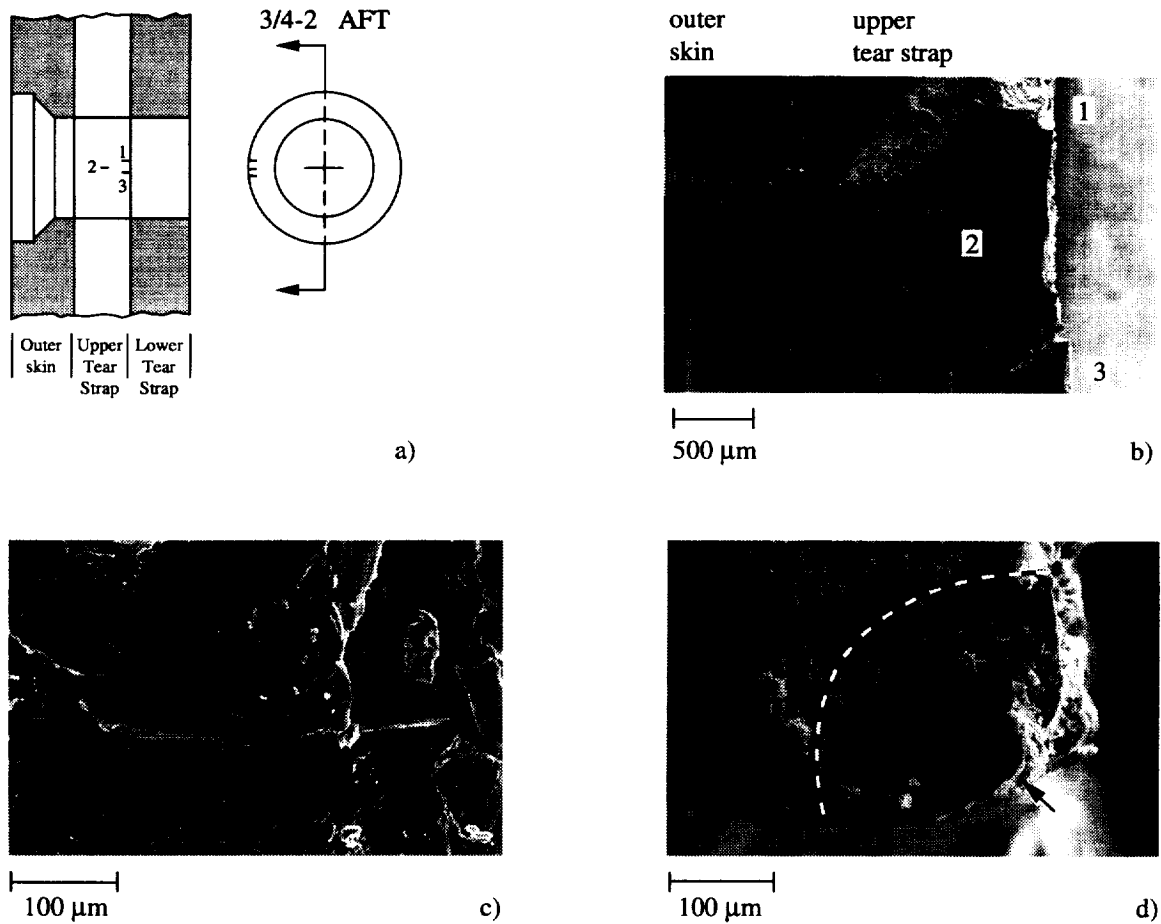 3/4-2 AFT
2- 1
3
Outer skin
Upper Tear Strap
Lower Tear Strap
a)
outer skin
upper tear strap
1
2
3
500 µm
b)
100 µm
c)
100 µm
d)